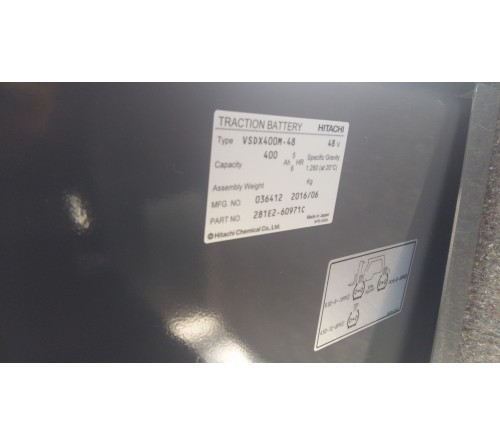 TRACTION BATTERY HITACHI
Type VSDX400M-48 48 V
Capacity 400 Ah 5 HR Specific Gravity
6 1.280 (at 20°C)
Assembly Weight Kg
MFG. NO. 036412 2016/06
PART NO. 281E2-60971C Made in Japan
Hitachi Chemical Co., Ltd.